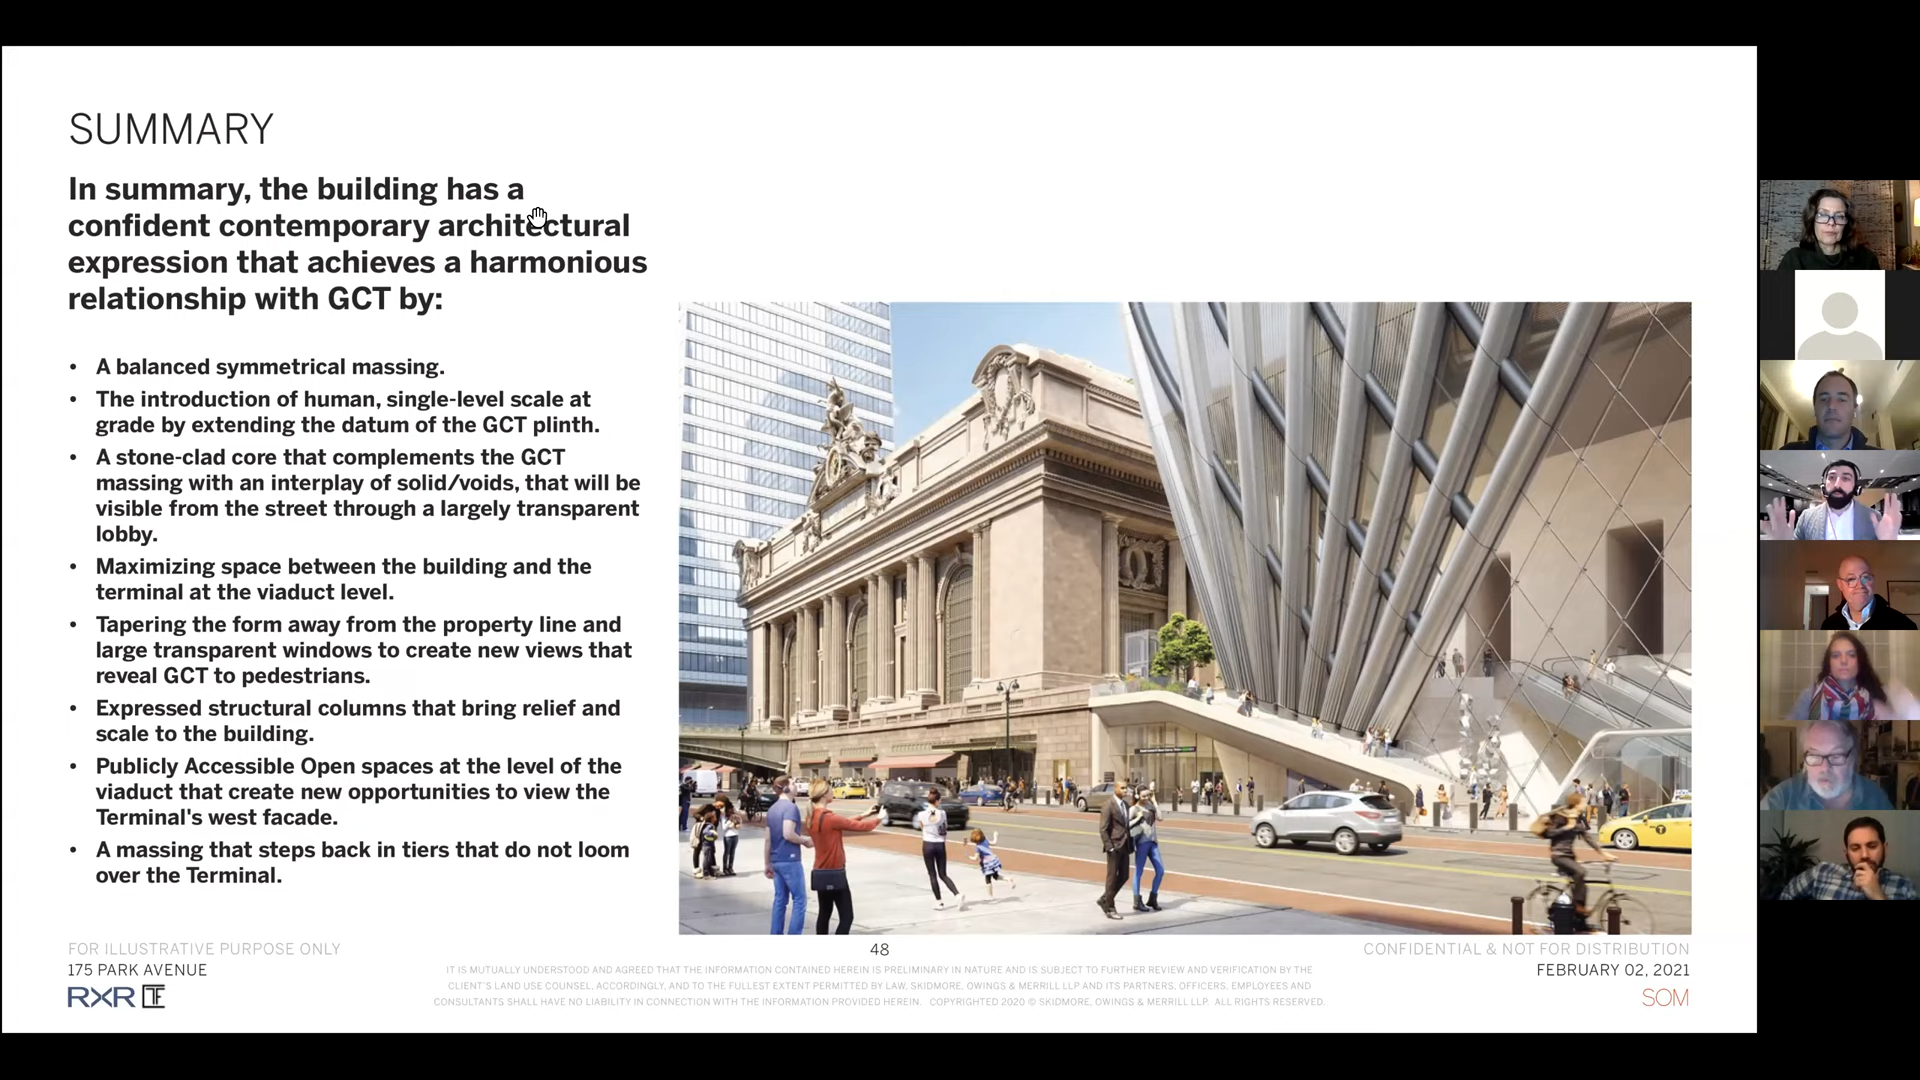 SUMMARY
In summary, the building has a
confident contemporary architectural
expression that achieves a harmonious
relationship with GCT by:
• A balanced symmetrical massing.
• The introduction of human, single-level scale at
grade by extending the datum of the GCT plinth.
• A stone-clad core that complements the GCT
massing with an interplay of solid/voids, that will be
visible from the street through a largely transparent
lobby.
• Maximizing space between the building and the
terminal at the viaduct level.
• Tapering the form away from the property line and
large transparent windows to create new views that
reveal GCT to pedestrians.
• Expressed structural columns that bring relief and
scale to the building.
• Publicly Accessible Open spaces at the level of the
viaduct that create new opportunities to view the
Terminal's west facade.
• A massing that steps back in tiers that do not loom
over the Terminal.
FOR ILLUSTRATIVE PURPOSE ONLY
175 PARK AVENUE
RXR TF
48
IT IS MUTUALLY UNDERSTOOD AND AGREED THAT THE INFORMATION CONTAINED HEREIN IS PRELIMINARY IN NATURE AND IS SUBJECT TO FURTHER REVIEW AND VERIFICATION BY THE
CLIENT'S LAND USE COUNSEL. ACCORDINGLY, AND TO THE FULLEST EXTENT PERMITTED BY LAW, SKIDMORE, OWINGS & MERRILL LLP AND ITS PARTNERS, OFFICERS, EMPLOYEES AND
CONSULTANTS SHALL HAVE NO LIABILITY IN CONNECTION WITH THE INFORMATION PROVIDED HEREIN. COPYRIGHTED 2020 © SKIDMORE, OWINGS & MERRILL LLP. ALL RIGHTS RESERVED.
CONFIDENTIAL & NOT FOR DISTRIBUTION
FEBRUARY 02, 2021
SOM